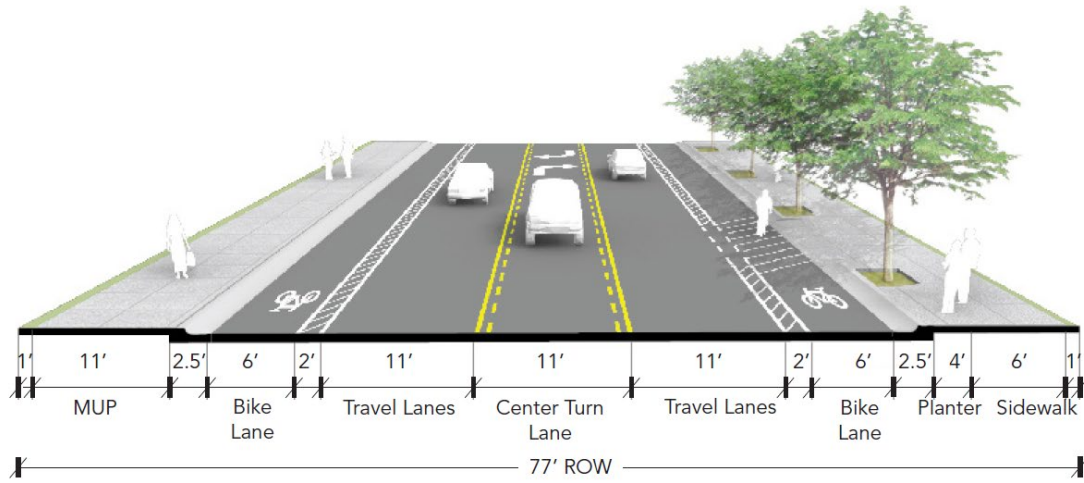 1’ 11’ 2.5’ 6’ 2’ 11’ 11’ 11’ 2’ 6’ 2.5’ 4’ 6’ 1’
MUP Bike Travel Lanes Center Turn Travel Lanes Bike Planter Sidewalk
Lane Lane Lane
77’ ROW